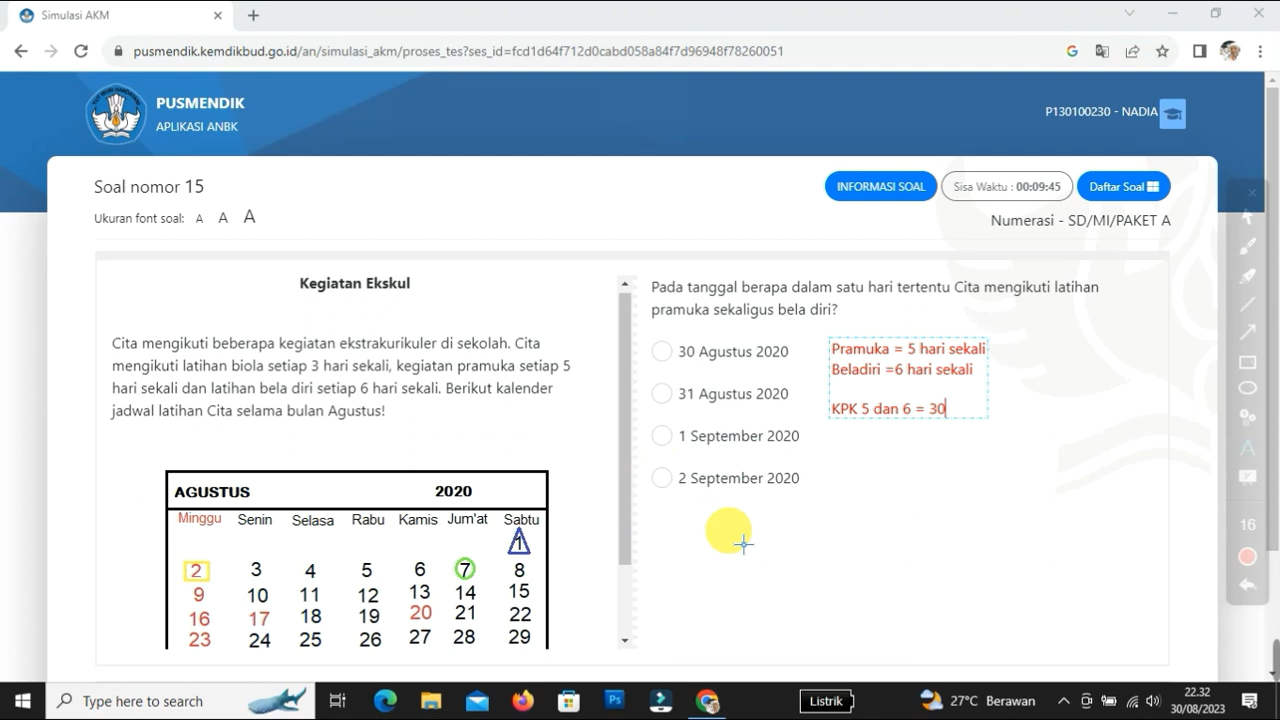 Simulasi AKM
pusmendik.kemdikbud.go.id/an/simulasi_akm/proses_tes?ses_id=fcd1d64f712d0cabd058a84f7d96948f78260051
PUSMENDIK
APLIKASI ANBK
P130100230 - NADIA
Soal nomor 15
INFORMASI SOAL
Sisa Waktu : 00:09:45
Daftar Soal
Ukuran font soal: A A A
Numerasi - SD/MI/PAKET A
Kegiatan Ekskul
Cita mengikuti beberapa kegiatan ekstrakurikuler di sekolah. Cita
mengikuti latihan biola setiap 3 hari sekali, kegiatan pramuka setiap 5
hari sekali dan latihan bela diri setiap 6 hari sekali. Berikut kalender
jadwal latihan Cita selama bulan Agustus!
AGUSTUS 2020
Minggu Senin Selasa Rabu Kamis Jum'at Sabtu
1
2 3 4 5 6 7 8
9 10 11 12 13 14 15
16 17 18 19 20 21 22
23 24 25 26 27 28 29
Pada tanggal berapa dalam satu hari tertentu Cita mengikuti latihan
pramuka sekaligus bela diri?
30 Agustus 2020
31 Agustus 2020
1 September 2020
2 September 2020
Pramuka = 5 hari sekali
Beladiri =6 hari sekali
KPK 5 dan 6 = 30
A
16
Type here to search
Ps
Listrik
27°C Berawan
22.32
30/08/2023